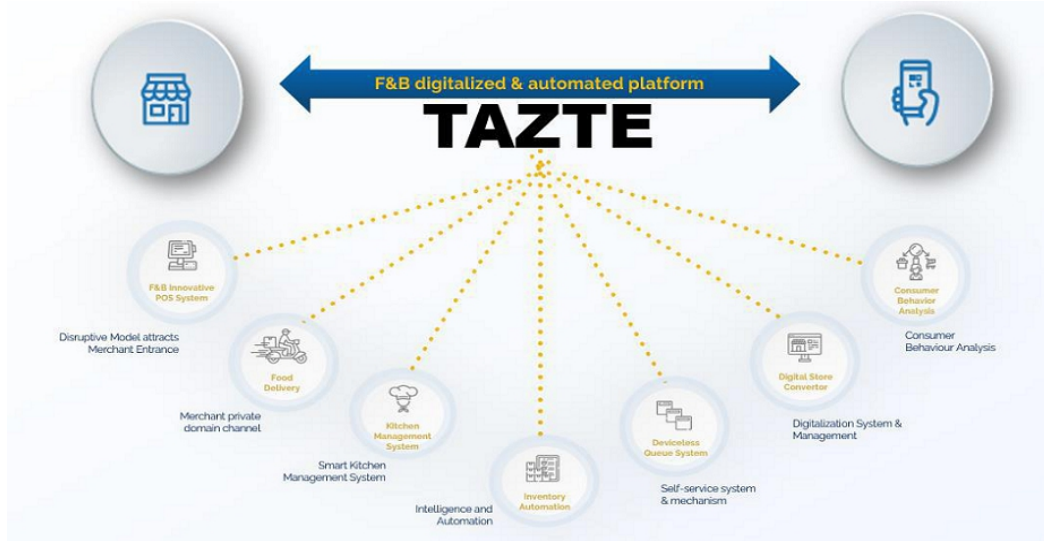 F&B digitalized & automated platform
TAZTE
F&B Innovative
POS System
Disruptive Model attracts
Merchant Entrance
Food
Delivery
Merchant private
domain channel
Kitchen
Management
System
Smart Kitchen
Management System
Inventory
Automation
Intelligence and
Automation
Deviceless
Queue System
Self-service system
& mechanism
Digital Store
Convertor
Digitalization System &
Management
Consumer
Behavior
Analysis
Consumer
Behaviour Analysis